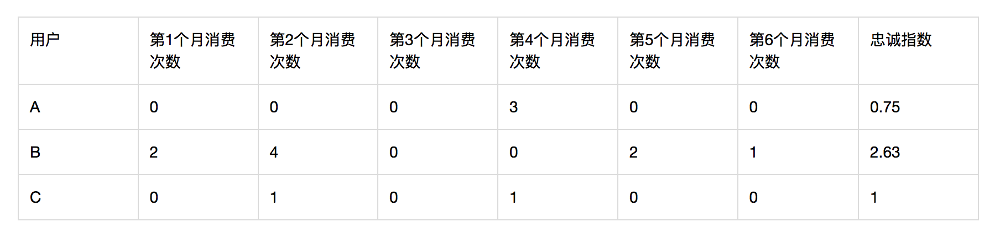 用户 第1个月消费次数 第2个月消费次数 第3个月消费次数 第4个月消费次数 第5个月消费次数 第6个月消费次数 忠诚指数
A 0 0 0 3 0 0 0.75
B 2 4 0 0 2 1 2.63
C 0 1 0 1 0 0 1